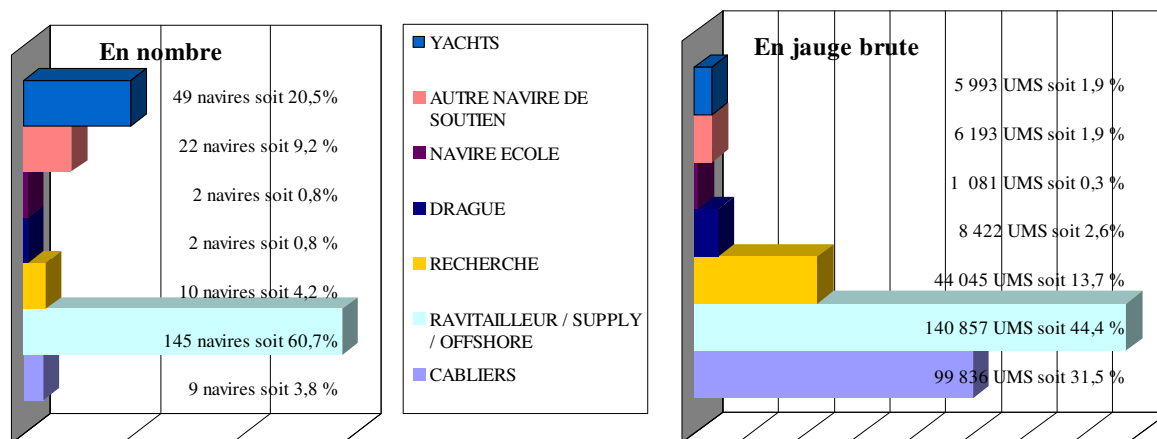 En nombre
49 navires soit 20,5%
22 navires soit 9,2 %
2 navires soit 0,8%
2 navires soit 0,8%
10 navires soit 4,2 %
145 navires soit 60,7%
9 navires soit 3,8 %
YACHTS
AUTRE NAVIRE DE
SOUTIEN
NAVIRE ECOLE
DRAGUE
RECHERCHE
RAVITAILLEUR / SUPPLY
/ OFFSHORE
CABLIERS
En jauge brute
5 993 UMS soit 1,9 %
6 193 UMS soit 1,9 %
1 081 UMS soit 0,3 %
8 422 UMS soit 2,6%
44 045 UMS soit 13,7 %
140 857 UMS soit 44,4 %
99 836 UMS soit 31,5 %